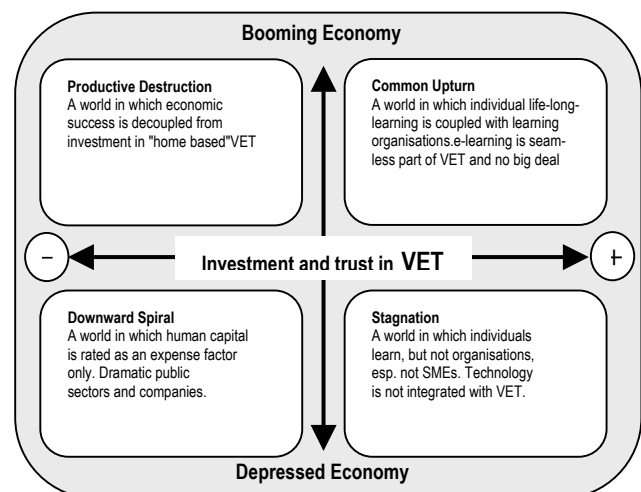 Booming Economy
Productive Destruction
A world in which economic
success is decoupled from
investment in "home based"VET
Common Upturn
A world in which individual life-long-
learning is coupled with learning
organisations.e-learning is seam-
less part of VET and no big deal
-
Investment and trust in VET
+
Downward Spiral
A world in which human capital
is rated as an expense factor
only. Dramatic public
sectors and companies.
Stagnation
A world in which individuals
learn, but not organisations,
esp. not SMEs. Technology
is not integrated with VET.
Depressed Economy